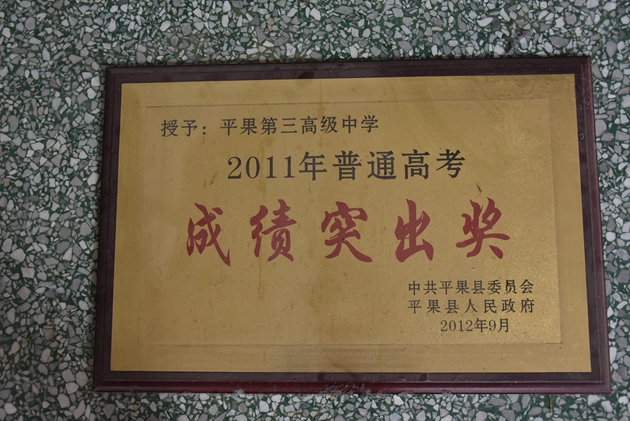 授予：平果第三高级中学
2011年普通高考
成绩突出奖
中共平果县委员会
平果县人民政府
2012年9月